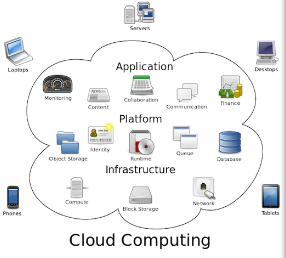 Servers
Laptops
Desktops
Application
Monitoring
Content
Collaboration
Communication
Finance
Platform
Object Storage
Identity
Runtime
Queue
Database
Infrastructure
Compute
Block Storage
Network
Phones
Tablets
Cloud Computing